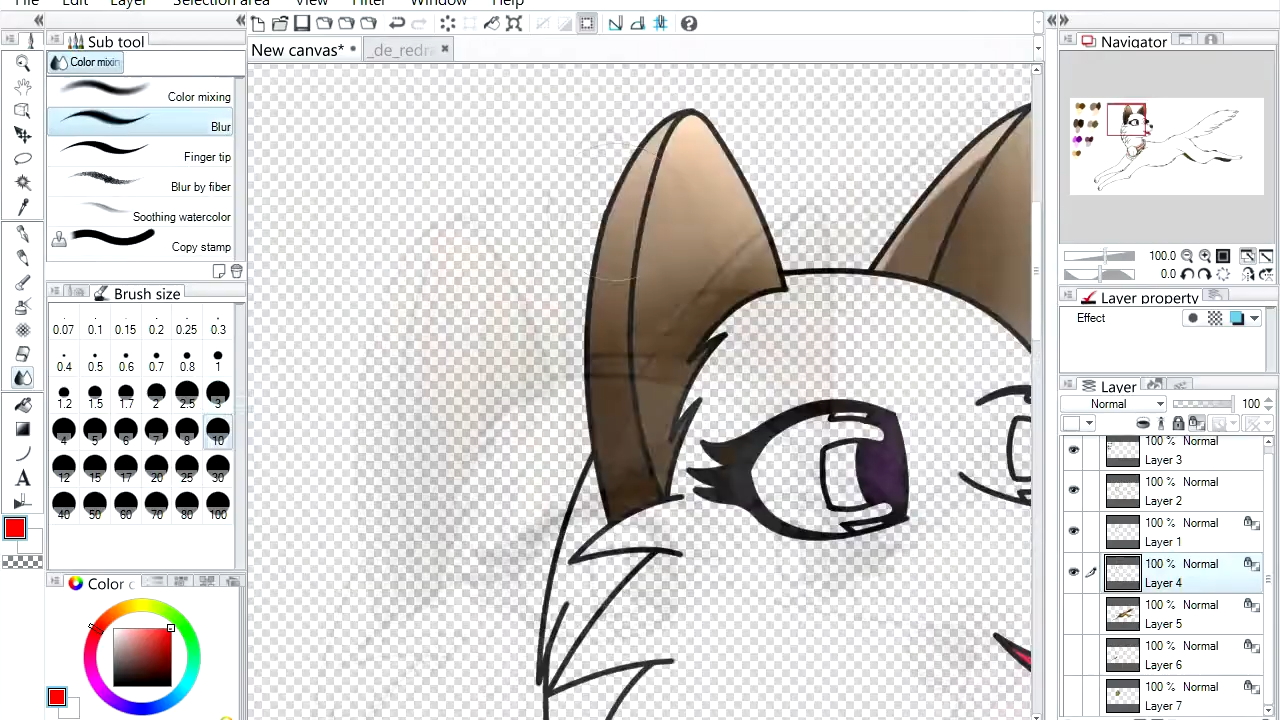 File Edit Layer Selection area View Filter Window Help
Sub tool
New canvas* _de_redra
Navigator
Color mixin
Color mixing
Blur
Finger tip
Blur by fiber
Soothing watercolor
Copy stamp
100.0
0.0
Brush size
Layer property
0.07 0.1 0.15 0.2 0.25 0.3
Effect
0.4 0.5 0.6 0.7 0.8 1
Layer
1.2 1.5 1.7 2 2.5 3
Normal 100
4 5 6 7 8 10
100 % Normal
Layer 3
12 15 17 20 25 30
100 % Normal
Layer 2
40 50 60 70 80 100
100 % Normal
Layer 1
100 % Normal
Layer 4
Color c
100 % Normal
Layer 5
100 % Normal
Layer 6
100 % Normal
Layer 7